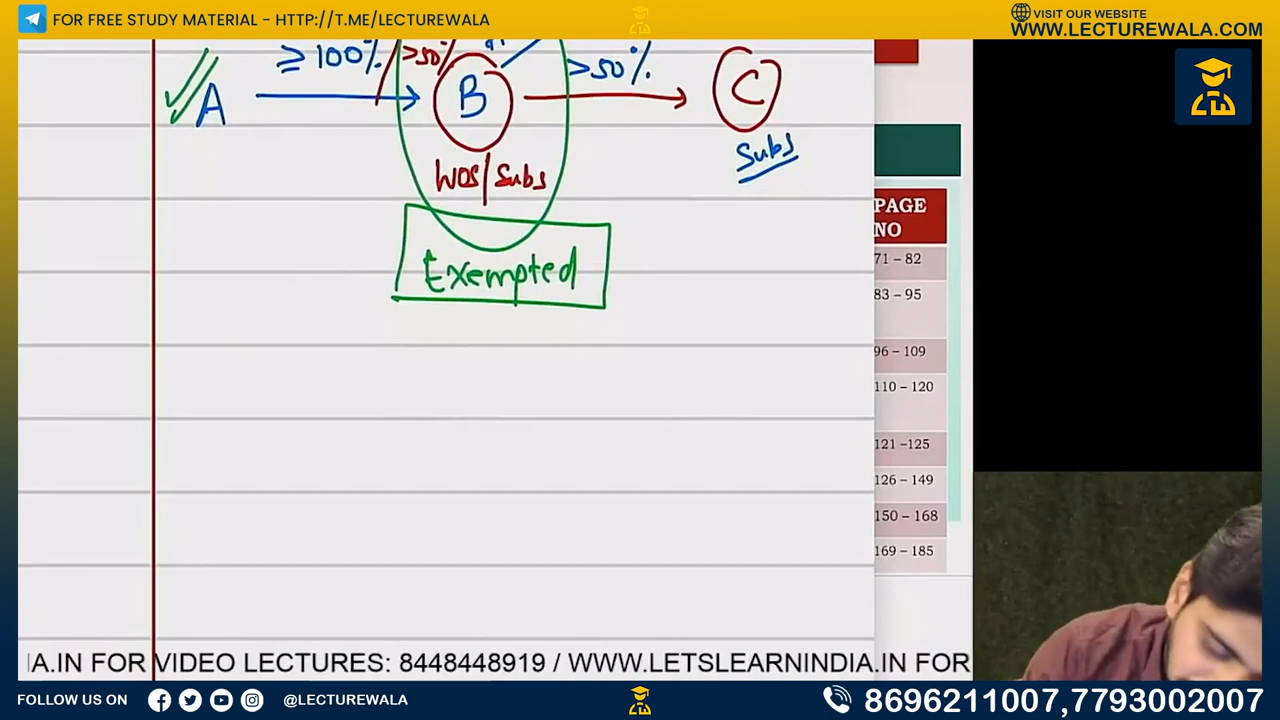 FOR FREE STUDY MATERIAL - HTTP://T.ME/LECTUREWALA
VISIT OUR WEBSITE
WWW.LECTUREWALA.COM
≥ 100% / >50%
>50%
A
B
C
WOS/Subs
Subs
Exempted
PAGE
NO
71 – 82
83 – 95
96 – 109
110 – 120
121 –125
126 – 149
150 – 168
169 – 185
IA.IN FOR VIDEO LECTURES: 8448448919 / WWW.LETSLEARNINDIA.IN FOR
FOLLOW US ON
@LECTUREWALA
8696211007,7793002007